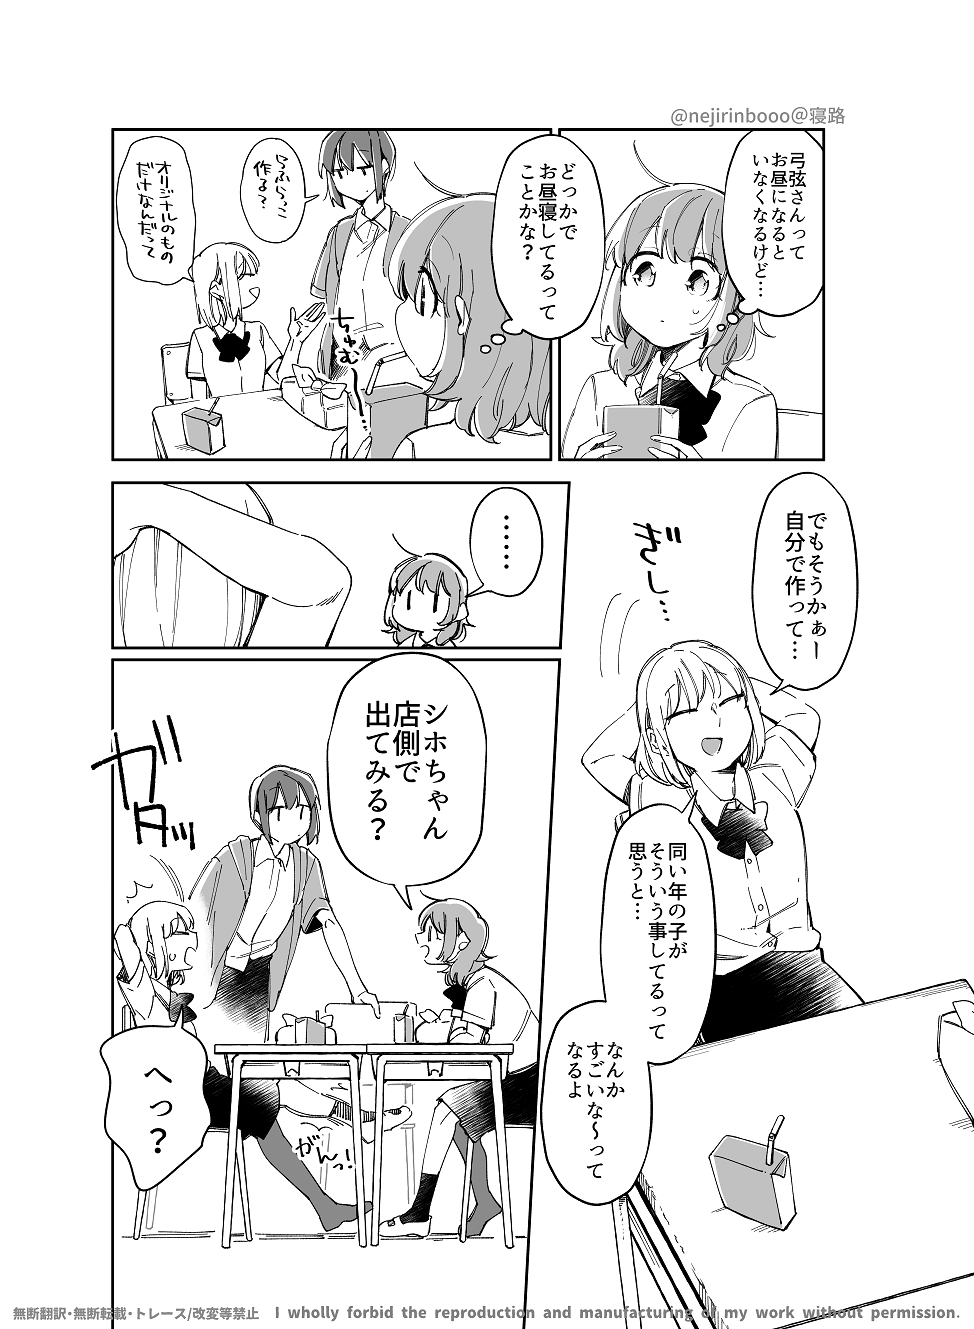 @nejirinbooo@寝路
弓弦さんって
お昼になると
いなくなるけど…
どっかで
お昼寝してるって
ことかな？
作る？
オリジナルのもの
だけなんだって
ちゅむ〜…
でもそうかぁー
自分で作って…
ぎし…
同い年の子が
そういう事してるって
思うと…
なんか
すごいな〜って
なるよ
……
シホちゃん
店側で
出てみる？
ガタッ
へっ？
がんっ！
無断翻訳・無断転載・トレース/改変等禁止 I wholly forbid the reproduction and manufacturing of my work without permission.